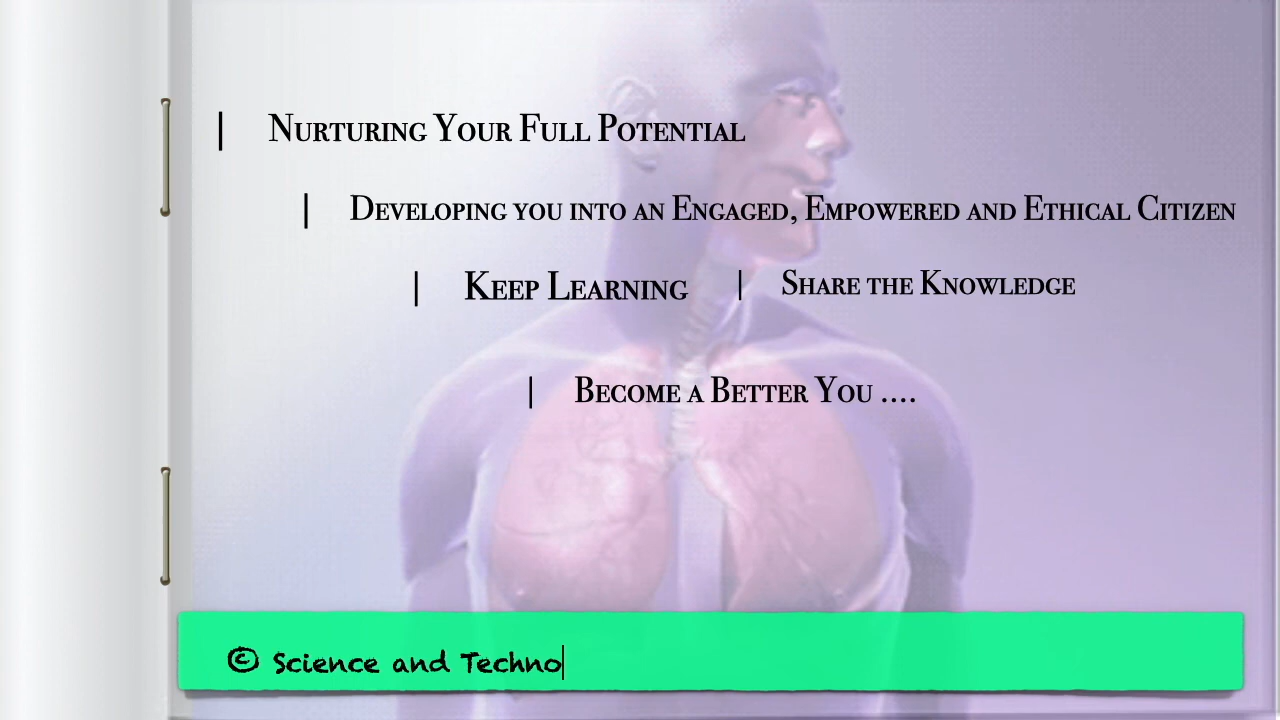 | Nurturing Your Full Potential
| Developing you into an Engaged, Empowered and Ethical Citizen
| Keep Learning | Share the Knowledge
| Become a Better You ....
© Science and Techno